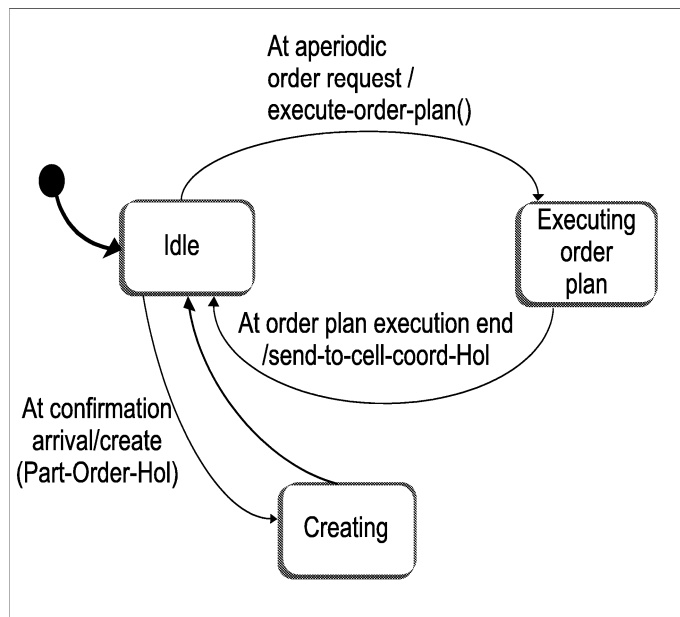 At aperiodic
order request /
execute-order-plan()
Idle
Executing
order
plan
At order plan execution end
/send-to-cell-coord-Hol
At confirmation
arrival/create
(Part-Order-Hol)
Creating